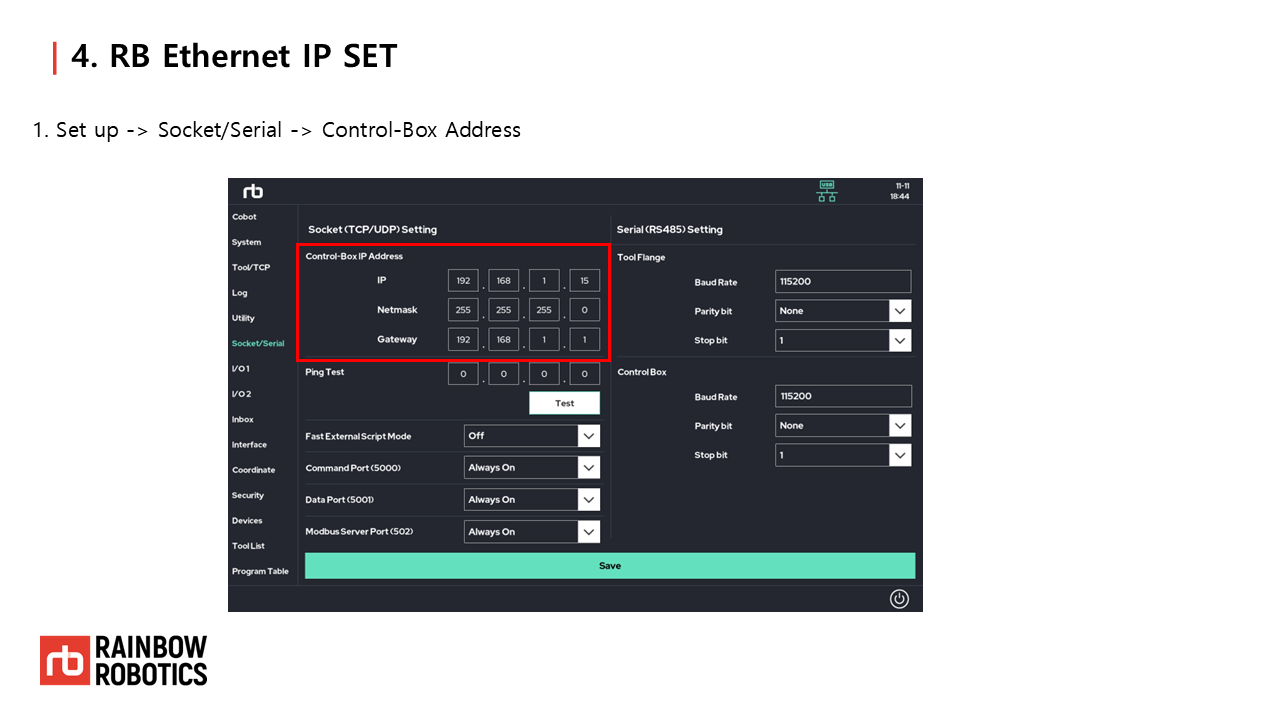 4. RB Ethernet IP SET
1. Set up -> Socket/Serial -> Control-Box Address
rb
USB
11-11
18:44
Cobot
System
Tool/TCP
Log
Utility
Socket/Serial
I/O 1
I/O 2
Inbox
Interface
Coordinate
Security
Devices
Tool List
Program Table
Socket (TCP/UDP) Setting
Control-Box IP Address
IP 192 . 168 . 1 . 15
Netmask 255 . 255 . 255 . 0
Gateway 192 . 168 . 1 . 1
Ping Test 0 . 0 . 0 . 0
Test
Fast External Script Mode Off
Command Port (5000) Always On
Data Port (5001) Always On
Modbus Server Port (502) Always On
Serial (RS485) Setting
Tool Flange
Baud Rate 115200
Parity bit None
Stop bit 1
Control Box
Baud Rate 115200
Parity bit None
Stop bit 1
Save
rb RAINBOW
ROBOTICS